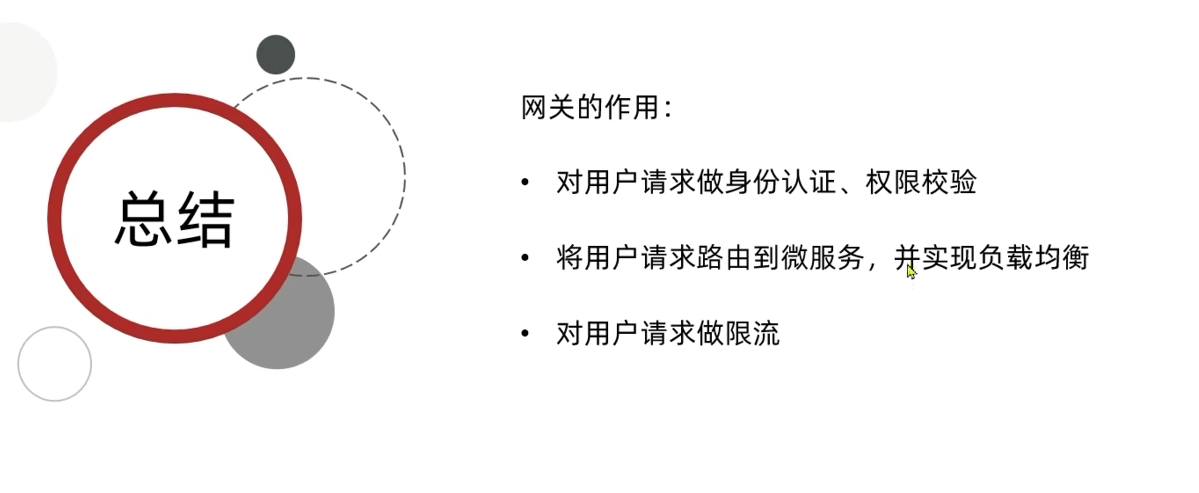 总结
网关的作用：
• 对用户请求做身份认证、权限校验
• 将用户请求路由到微服务，并实现负载均衡
• 对用户请求做限流